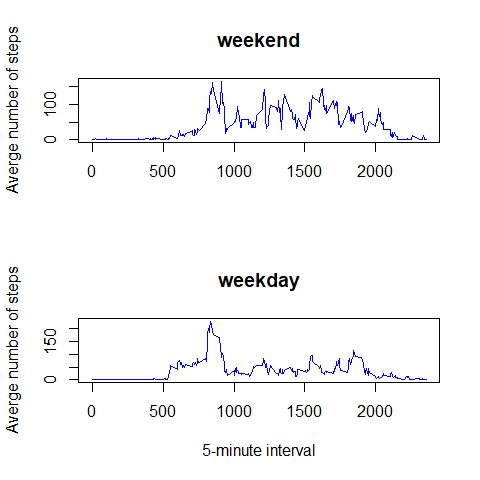 weekend
Averge number of steps
100
0
0 500 1000 1500 2000
weekday
Averge number of steps
150
0
0 500 1000 1500 2000
5-minute interval